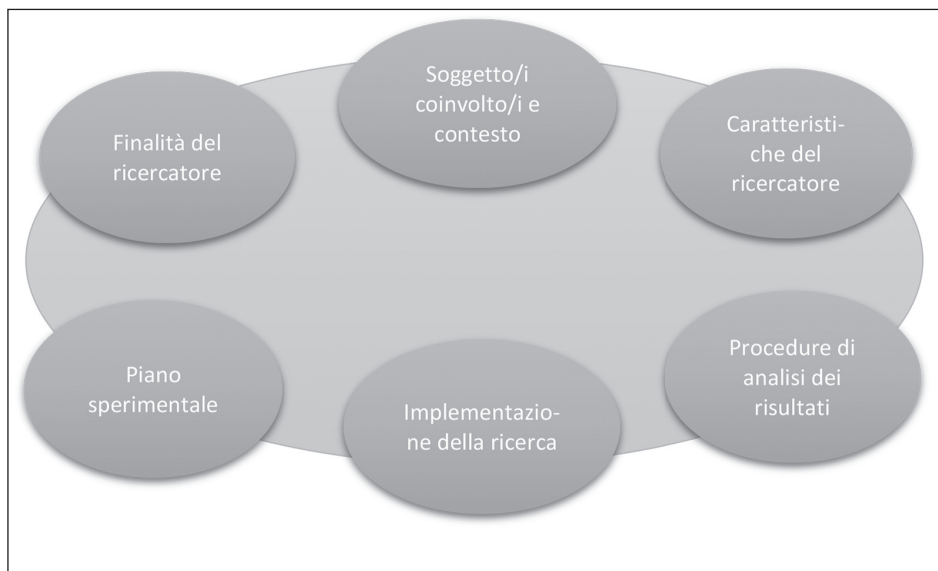 Soggetto/i
coinvolto/i e
contesto
Finalità del
ricercatore
Caratteristi-
che del
ricercatore
Piano
sperimentale
Implementazio-
ne della ricerca
Procedure di
analisi dei
risultati